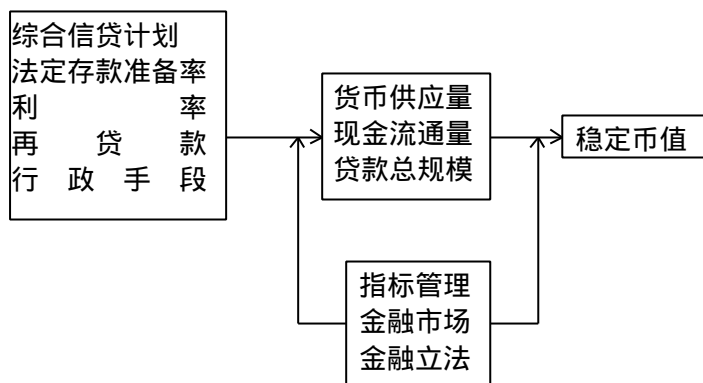 综合信贷计划
法定存款准备率
利率
再贷款
行政手段
货币供应量
现金流通量
贷款总规模
稳定币值
指标管理
金融市场
金融立法